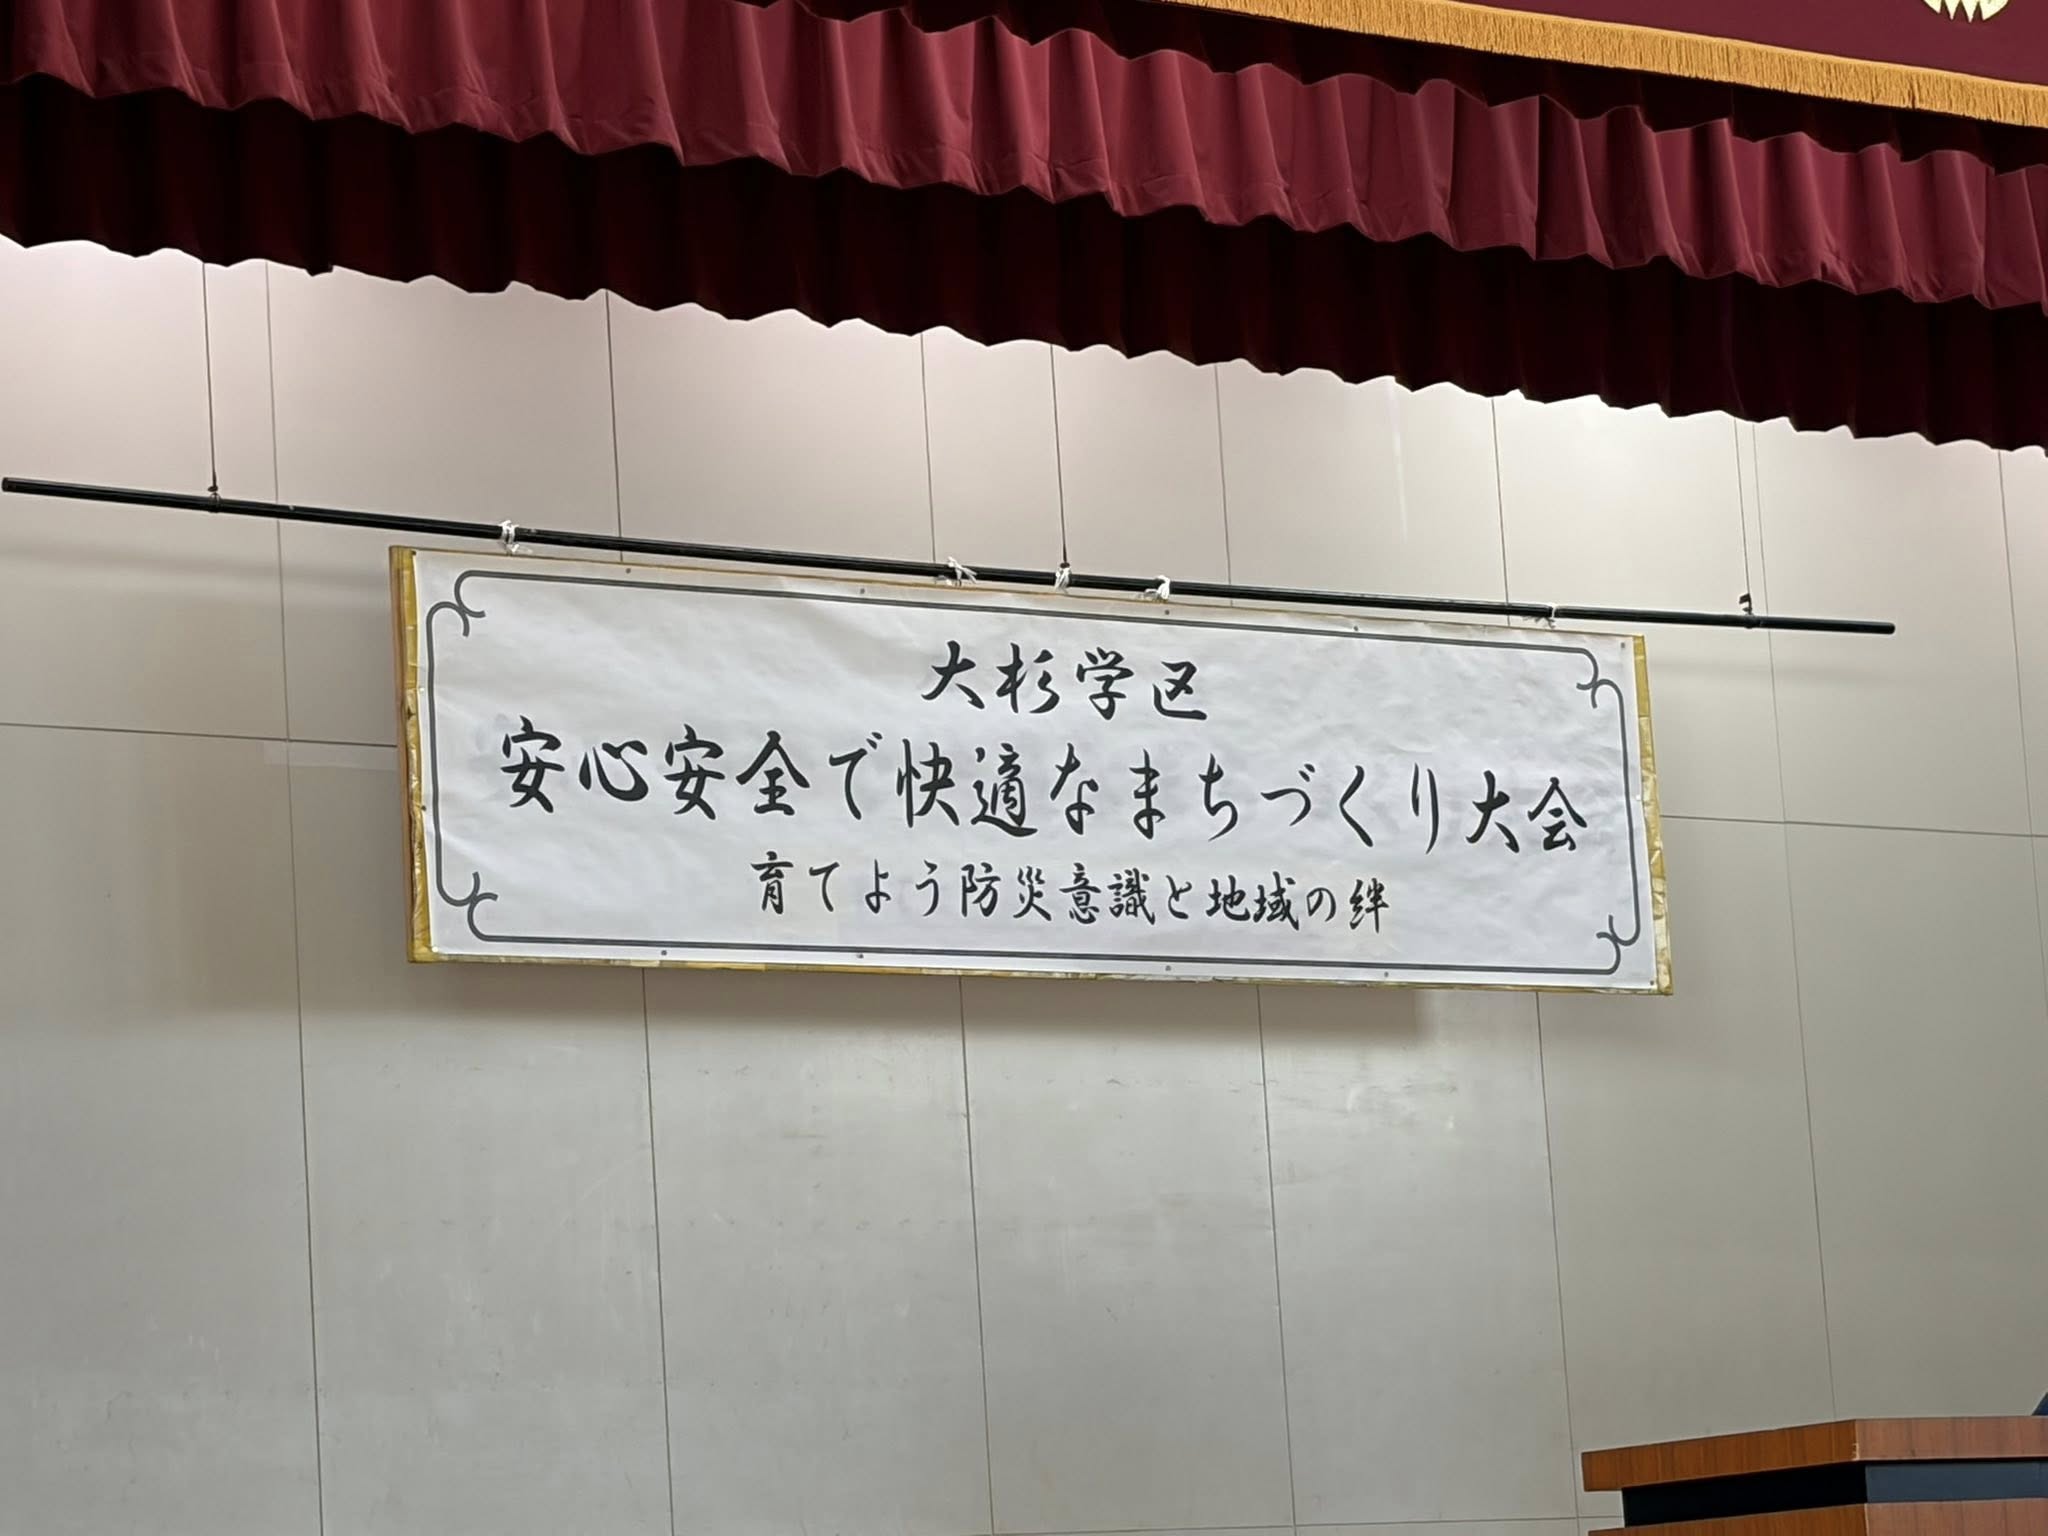 大杉学区
安心安全で快適なまちづくり大会
育てよう防災意識と地域の絆